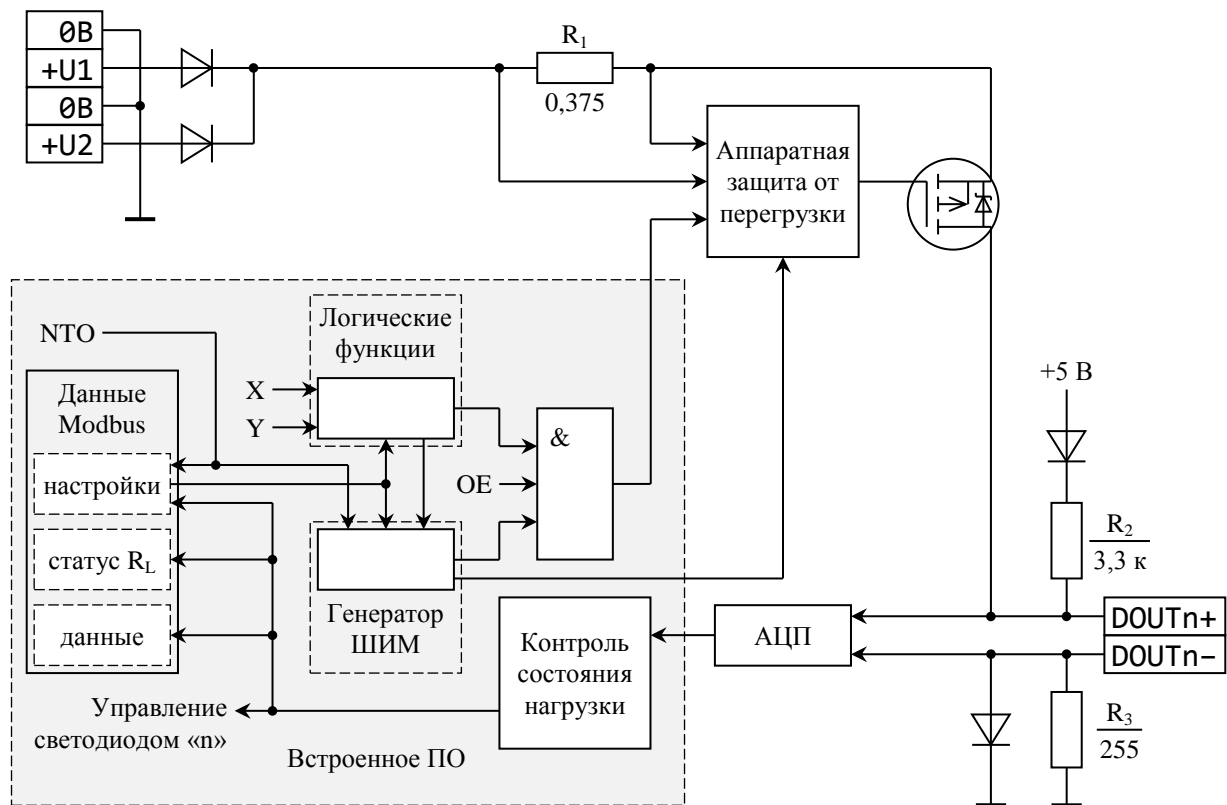 0В
+U1
0В
+U2
R1
0,375
Аппаратная
защита от
перегрузки
NTO
Логические
функции
X
Y
Данные
Modbus
настройки
статус RL
данные
&
OE
Генератор
ШИМ
Контроль
состояния
нагрузки
АЦП
+5 В
R2
3,3 к
DOUTn+
DOUTn−
R3
255
Управление
светодиодом «n»
Встроенное ПО